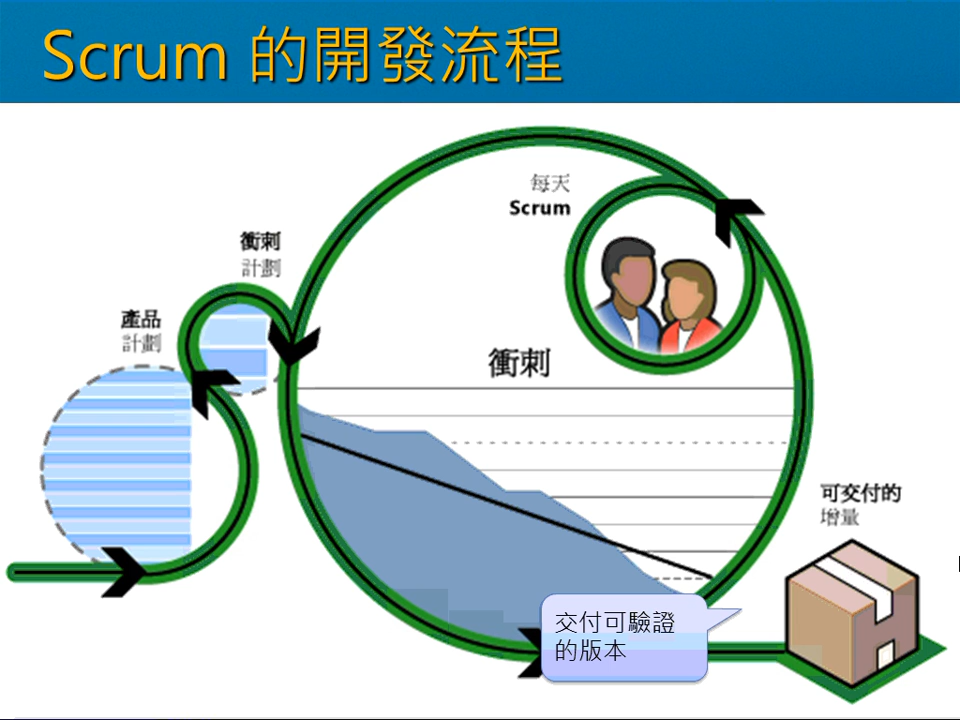 Scrum 的開發流程
每天
Scrum
衝刺
計劃
產品
計劃
衝刺
可交付的
增量
交付可驗證
的版本